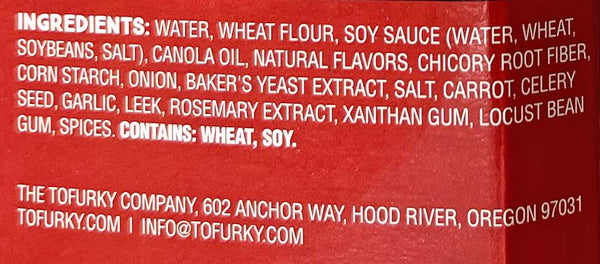 INGREDIENTS: WATER, WHEAT FLOUR, SOY SAUCE (WATER, WHEAT,
SOYBEANS, SALT), CANOLA OIL, NATURAL FLAVORS, CHICORY ROOT FIBER,
CORN STARCH, ONION, BAKER'S YEAST EXTRACT, SALT, CARROT, CELERY
SEED, GARLIC, LEEK, ROSEMARY EXTRACT, XANTHAN GUM, LOCUST BEAN
GUM, SPICES. CONTAINS: WHEAT, SOY.
THE TOFURKY COMPANY, 602 ANCHOR WAY, HOOD RIVER, OREGON 97031
TOFURKY.COM | INFO@TOFURKY.COM